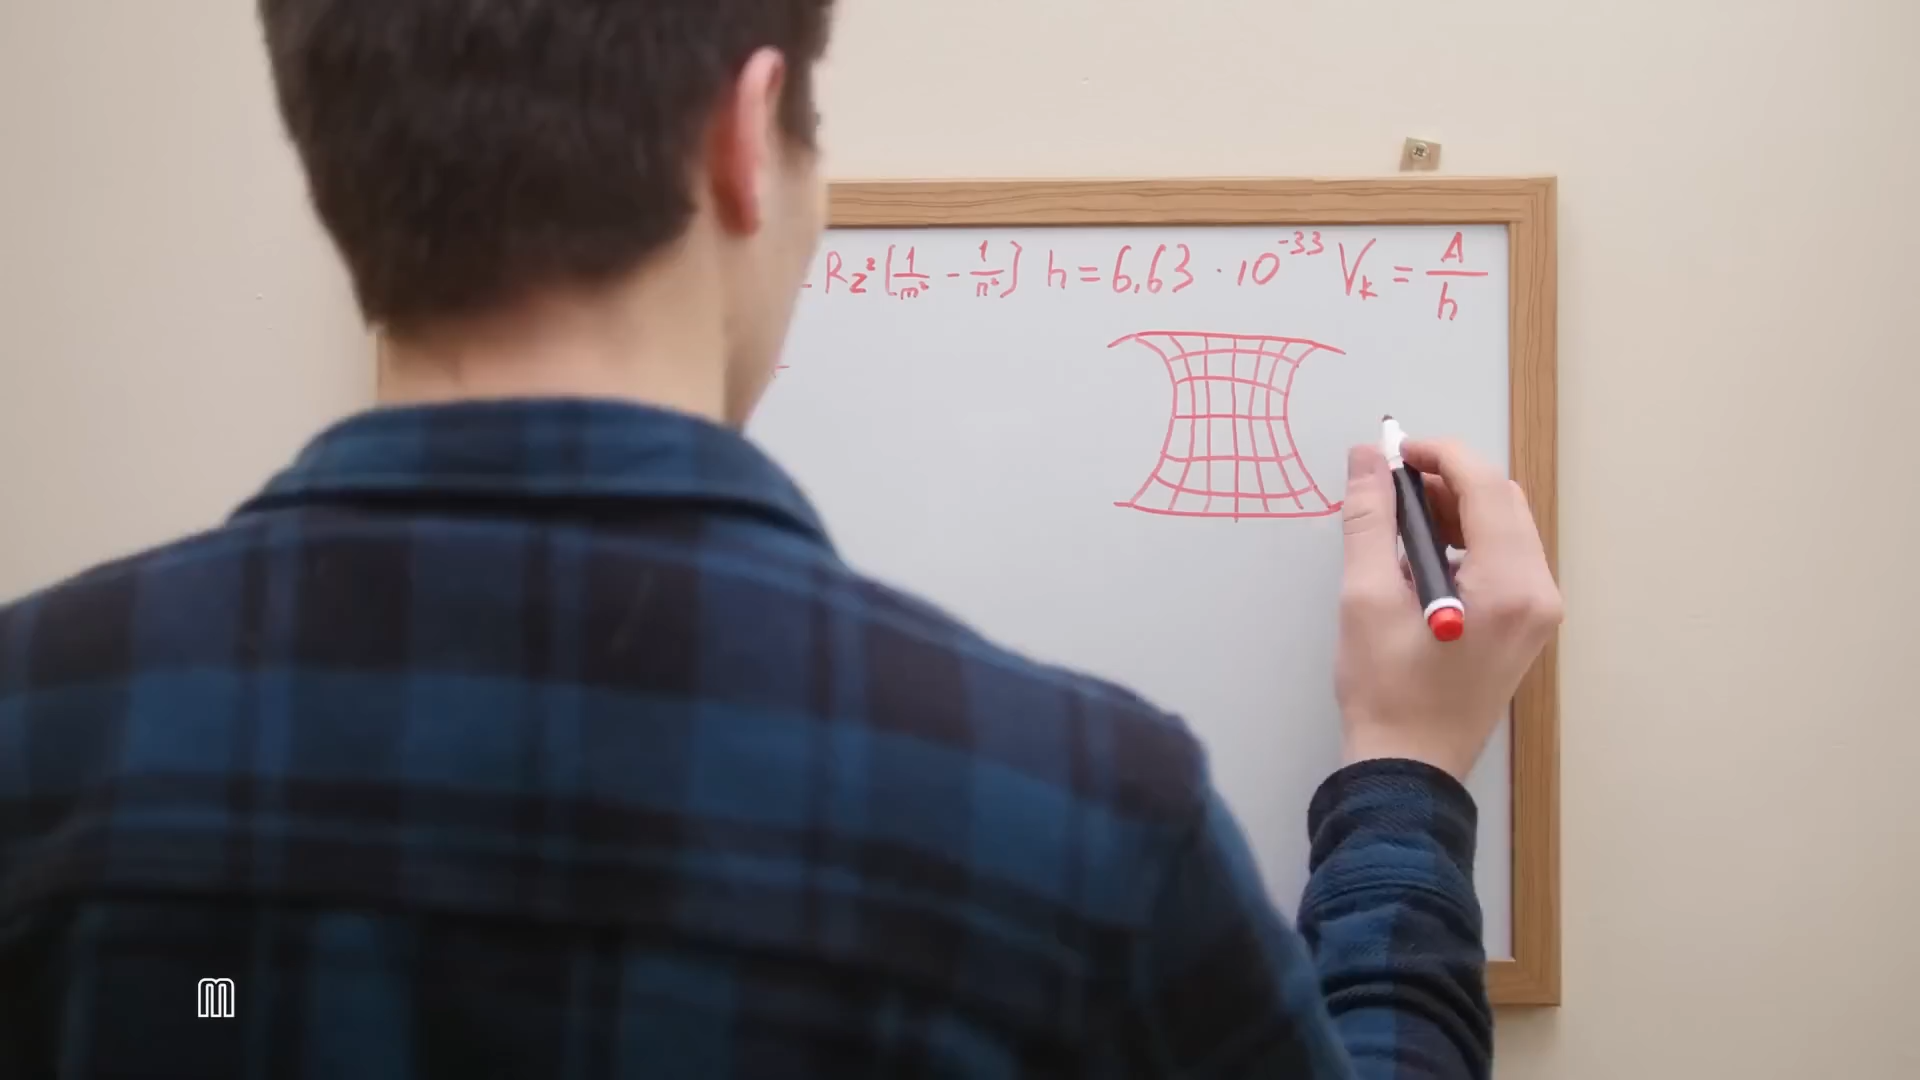 Rz²(1/m² - 1/n²) h = 6,63 · 10⁻³³ Vₖ = A/h
m